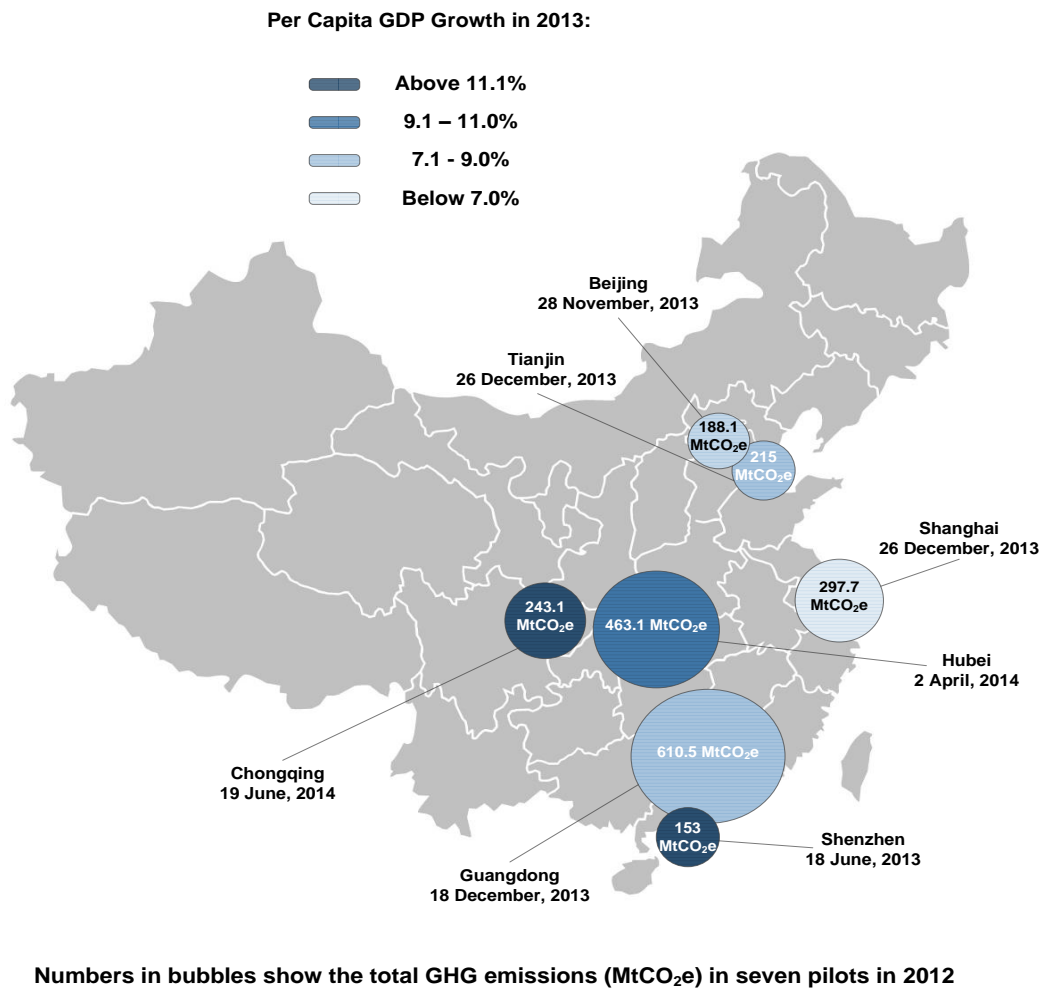 Per Capita GDP Growth in 2013:
Above 11.1%
9.1 – 11.0%
7.1 - 9.0%
Below 7.0%
Beijing
28 November, 2013
Tianjin
26 December, 2013
188.1
MtCO₂e
215
MtCO₂e
Shanghai
26 December, 2013
297.7
MtCO₂e
243.1
MtCO₂e
463.1 MtCO₂e
Hubei
2 April, 2014
610.5 MtCO₂e
Chongqing
19 June, 2014
153
MtCO₂e
Shenzhen
18 June, 2013
Guangdong
18 December, 2013
Numbers in bubbles show the total GHG emissions (MtCO₂e) in seven pilots in 2012